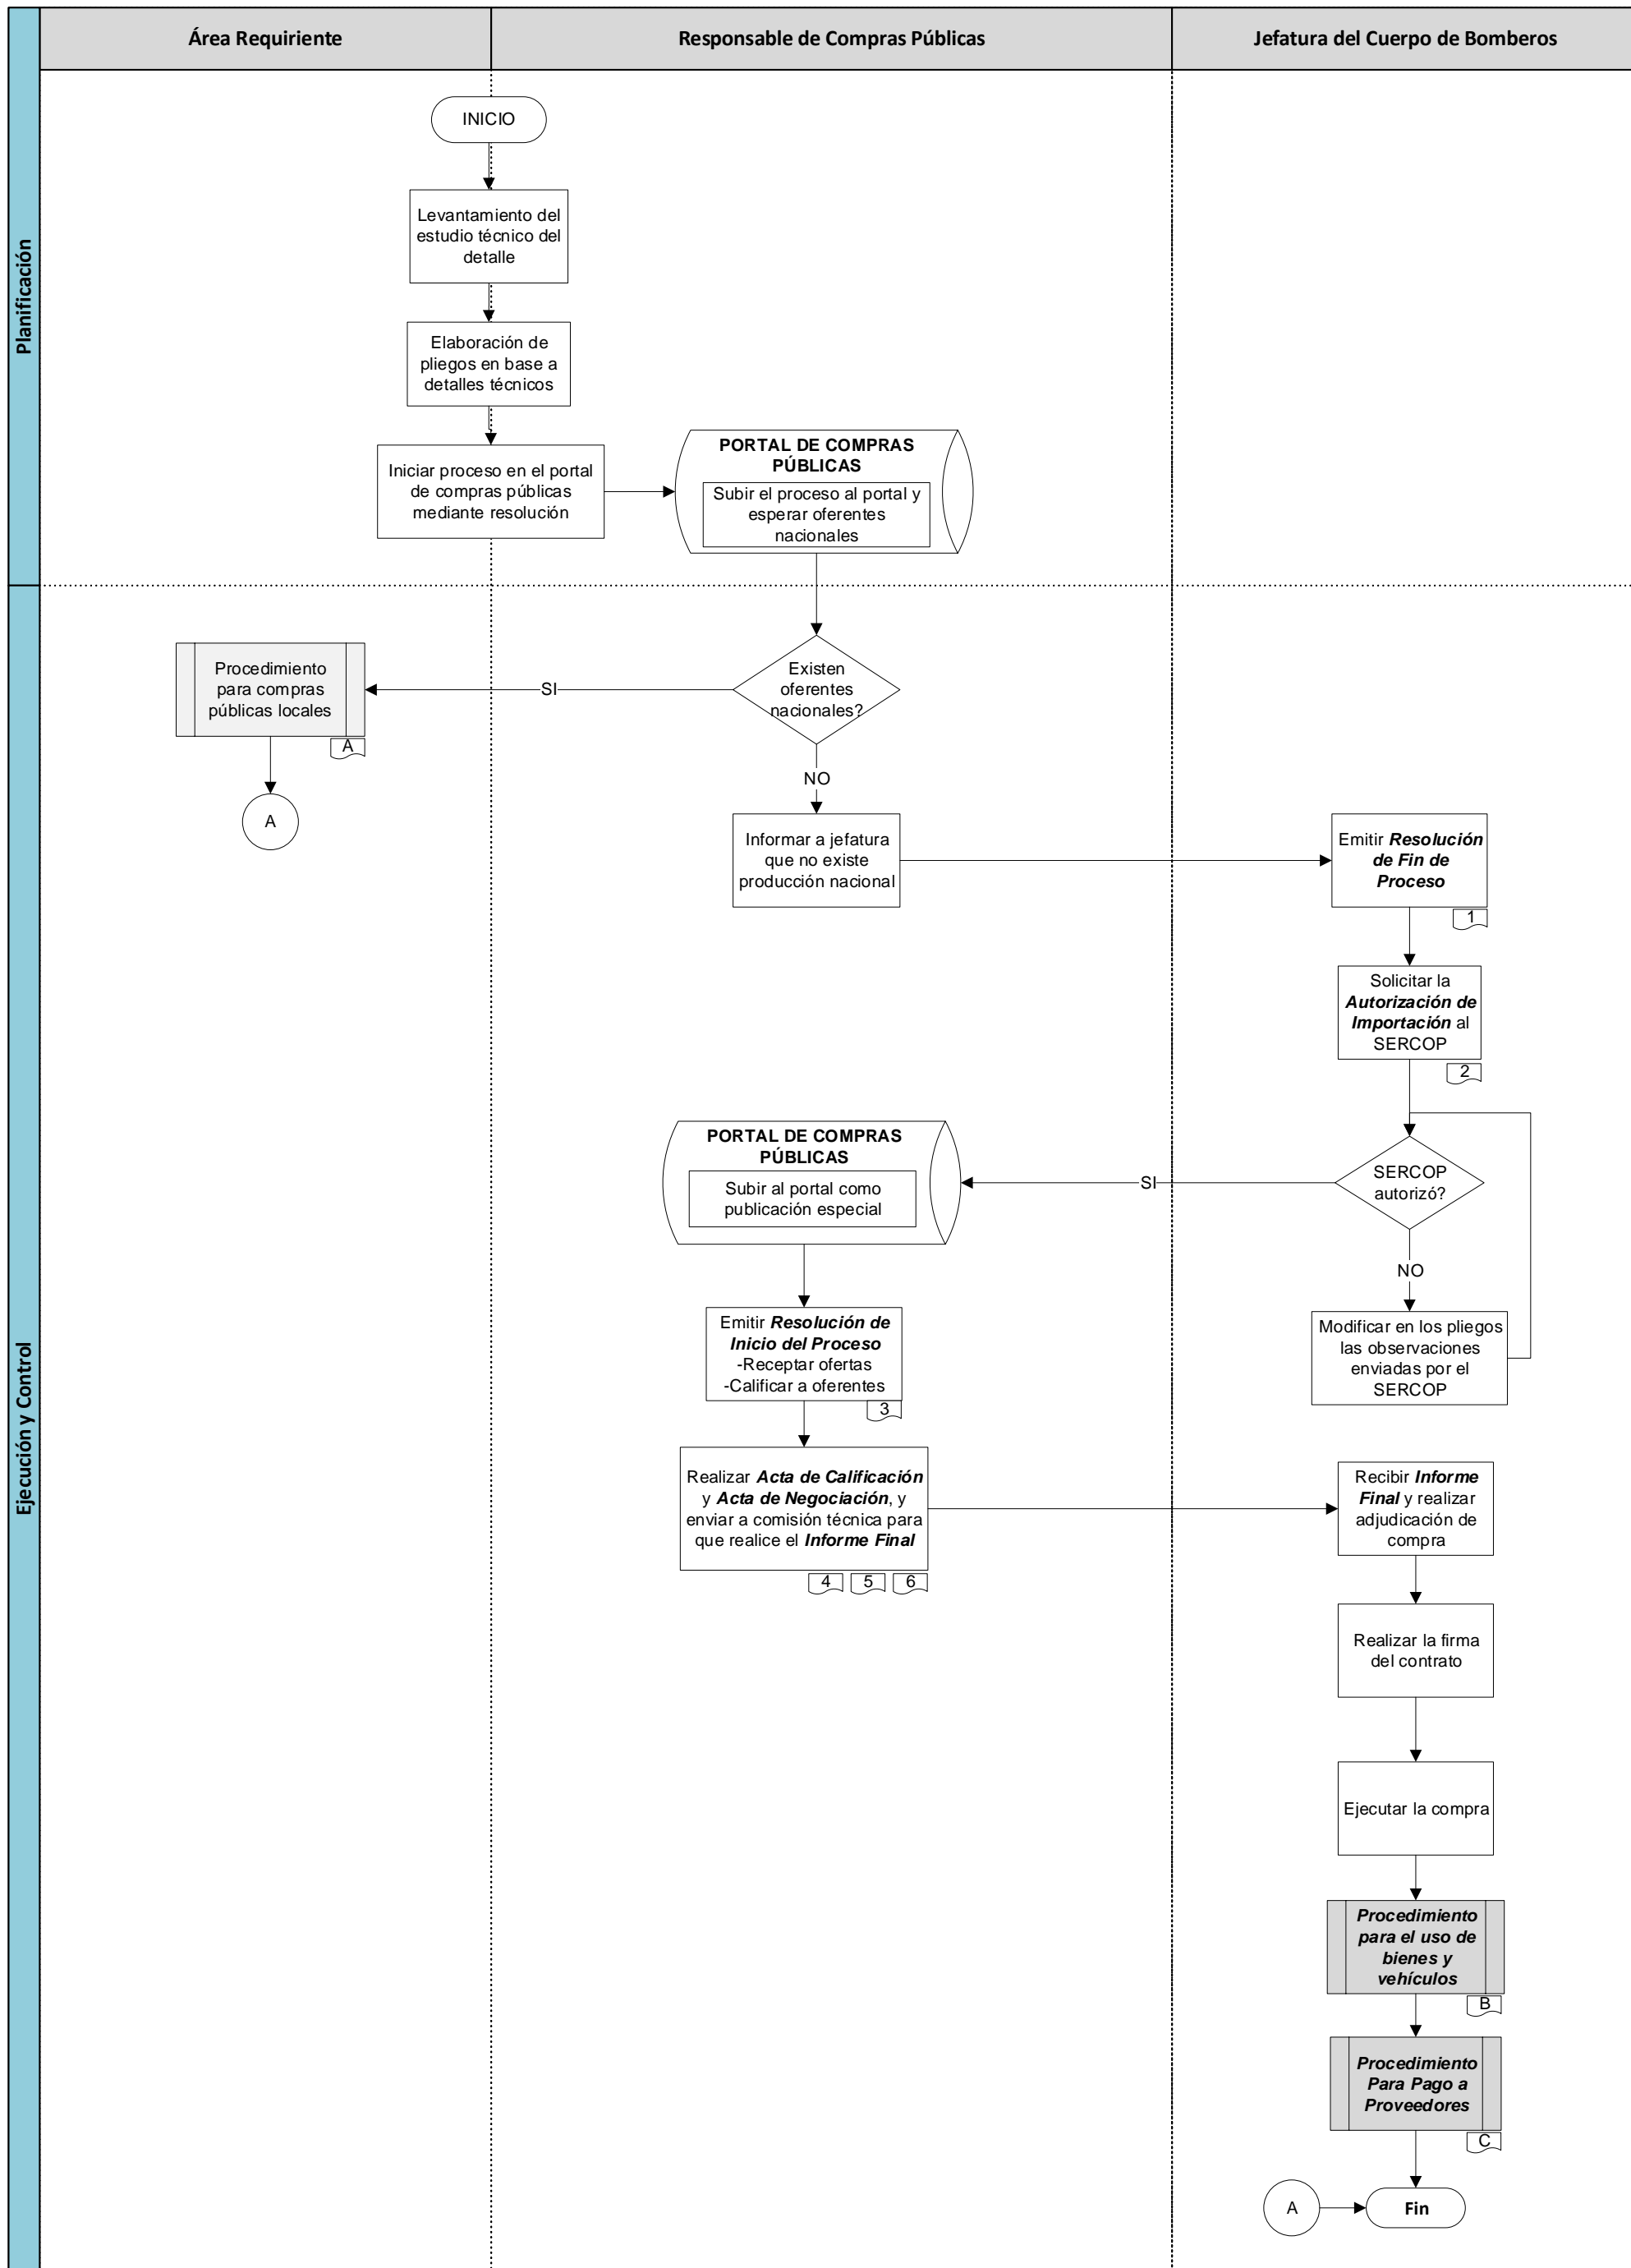 Área Requiriente
Responsable de Compras Públicas
Jefatura del Cuerpo de Bomberos
Planificación
INICIO
Levantamiento del
estudio técnico del
detalle
Elaboración de
pliegos en base a
detalles técnicos
Iniciar proceso en el portal
de compras públicas
mediante resolución
PORTAL DE COMPRAS
PÚBLICAS
Subir el proceso al portal y
esperar oferentes
nacionales
Ejecución y Control
Existen
oferentes
nacionales?
SI
Procedimiento
para compras
públicas locales
A
A
NO
Informar a jefatura
que no existe
producción nacional
Emitir Resolución
de Fin de
Proceso
1
Solicitar la
Autorización de
Importación al
SERCOP
2
SERCOP
autorizó?
SI
NO
Modificar en los pliegos
las observaciones
enviadas por el
SERCOP
PORTAL DE COMPRAS
PÚBLICAS
Subir al portal como
publicación especial
Emitir Resolución de
Inicio del Proceso
-Receptar ofertas
-Calificar a oferentes
3
Realizar Acta de Calificación
y Acta de Negociación, y
enviar a comisión técnica para
que realice el Informe Final
4 5 6
Recibir Informe
Final y realizar
adjudicación de
compra
Realizar la firma
del contrato
Ejecutar la compra
Procedimiento
para el uso de
bienes y
vehículos
B
Procedimiento
Para Pago a
Proveedores
C
A
Fin